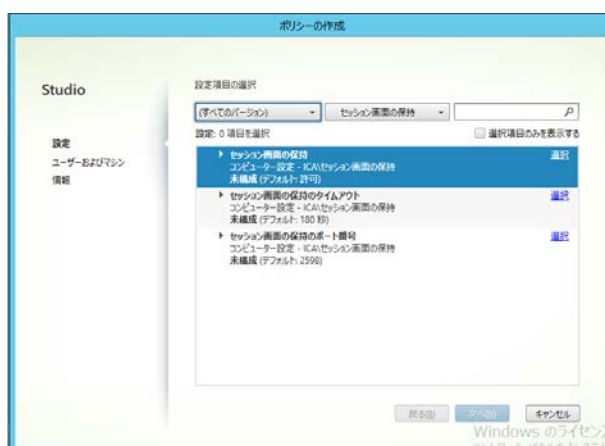 ポリシーの作成
Studio
設定
ユーザーおよびマシン
情報
設定項目の選択
(すべてのバージョン)
セッション画面の保持
設定: 0 項目を選択
選択項目のみを表示する
セッション画面の保持
選択
コンピューター設定 - ICA\セッション画面の保持
未構成 (デフォルト: 許可)
セッション画面の保持のタイムアウト
選択
コンピューター設定 - ICA\セッション画面の保持
未構成 (デフォルト: 180 秒)
セッション画面の保持のポート番号
選択
コンピューター設定 - ICA\セッション画面の保持
未構成 (デフォルト: 2598)
戻る(B)
次へ(N)
キャンセル
Windows のライセンス